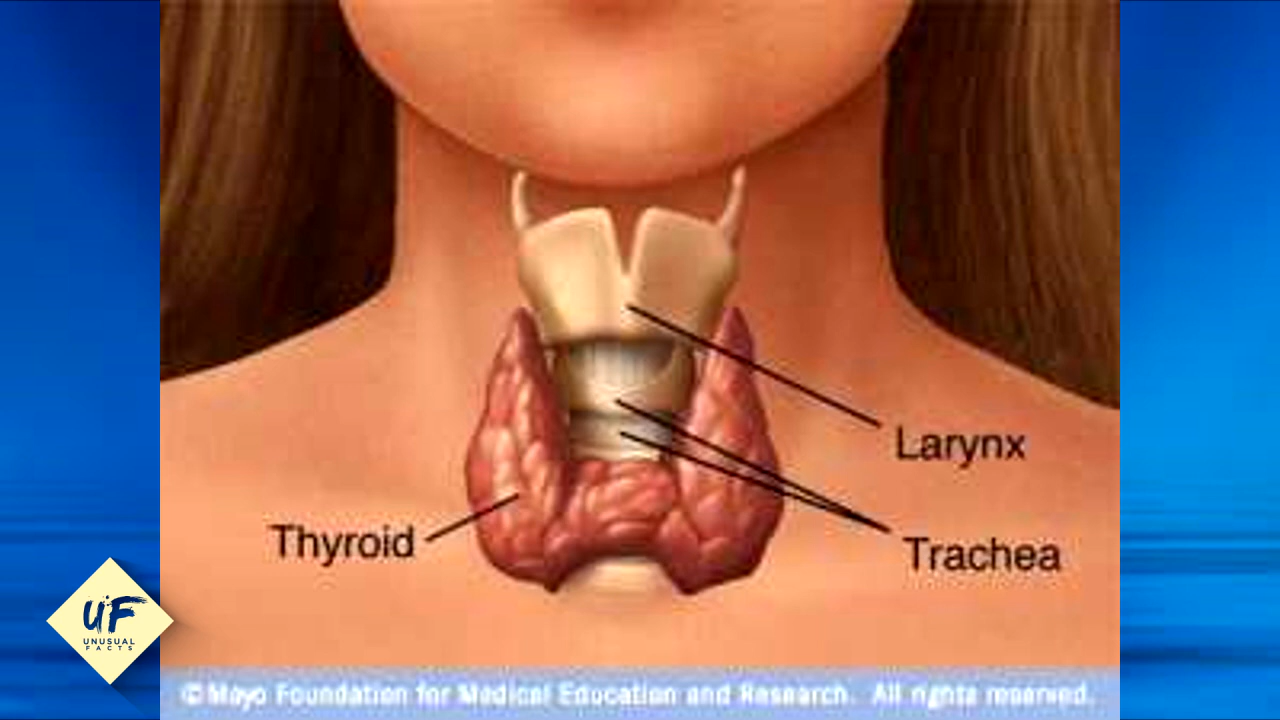 Larynx
Thyroid
Trachea
UF
UNUSUAL
FACTS
©Mayo Foundation for Medical Education and Research. All rights reserved.